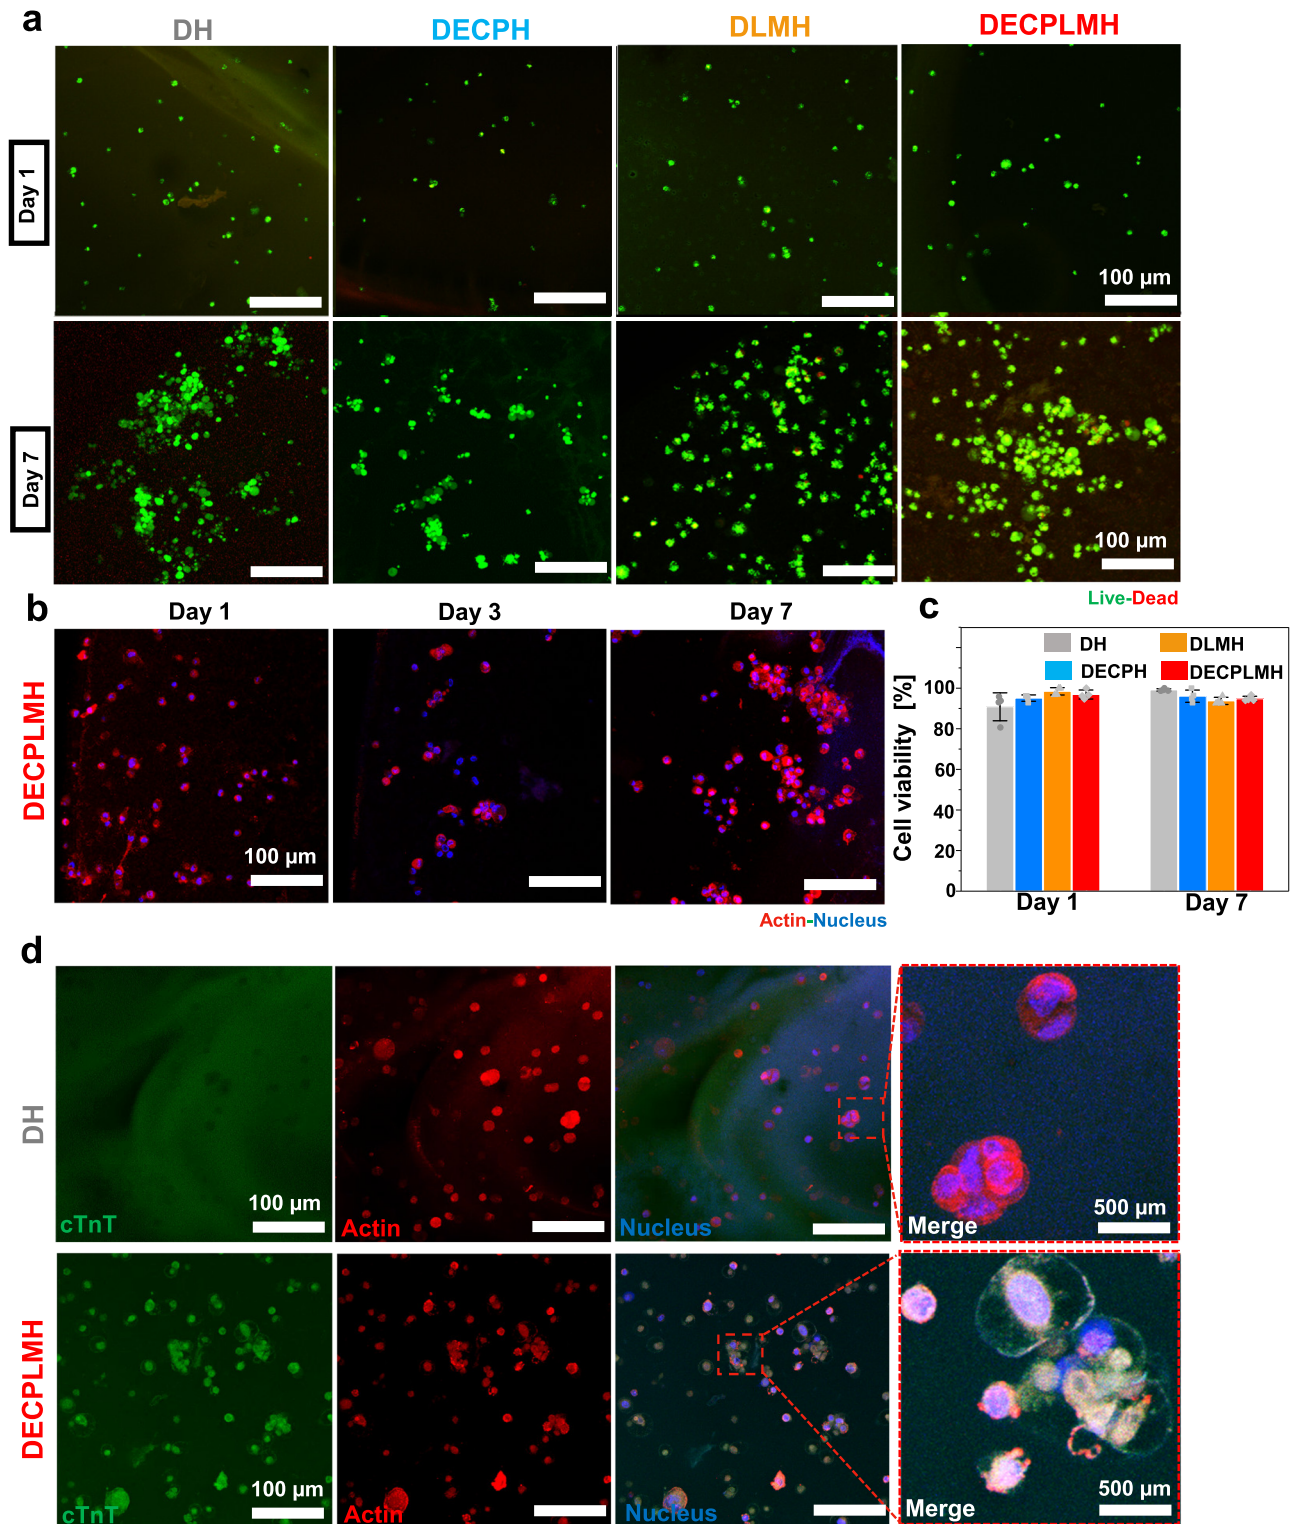 a
DH
DECPH
DLMH
DECPLMH
Day 1
100 µm
Day 7
100 µm
Live-Dead
b
Day 1
Day 3
Day 7
DECPLMH
100 µm
Actin-Nucleus
c
DH
DLMH
DECPH
DECPLMH
Cell viability [%]
100
80
60
40
20
0
Day 1
Day 7
d
DH
cTnT
100 µm
Actin
Nucleus
Merge
500 µm
DECPLMH
cTnT
100 µm
Actin
Nucleus
Merge
500 µm